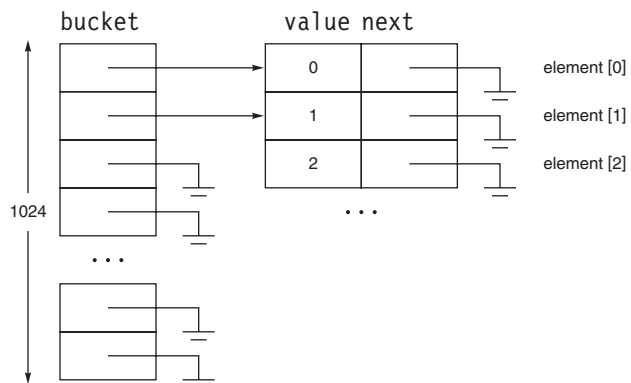 bucket value next
0 element [0]
1 element [1]
2 element [2]
1024 ...
...